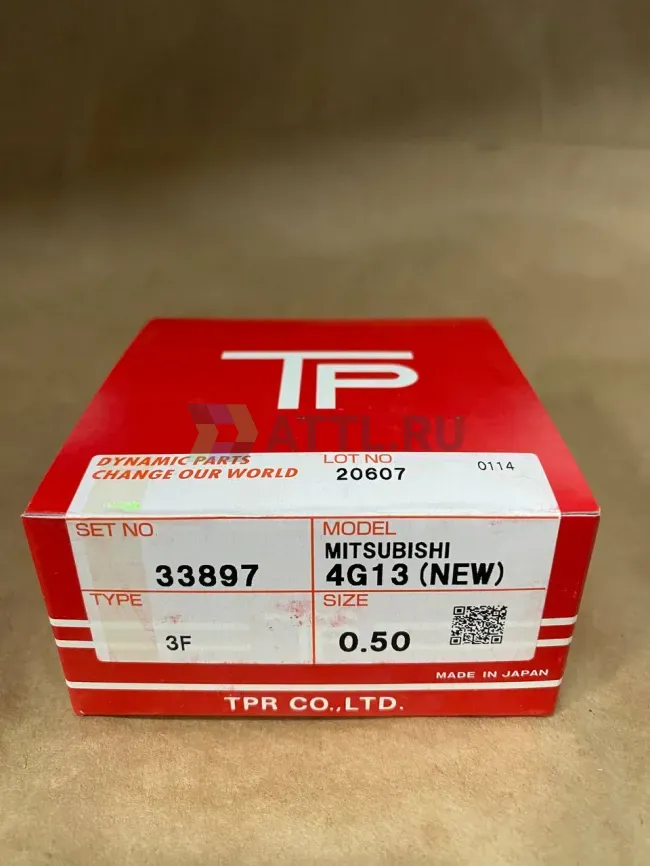 TP
ATTL.RU
DYNAMIC PARTS
CHANGE OUR WORLD
LOT NO
20607
0114
SET NO
33897
MODEL
MITSUBISHI
4G13 (NEW)
TYPE
3F
SIZE
0.50
MADE IN JAPAN
TPR CO.,LTD.